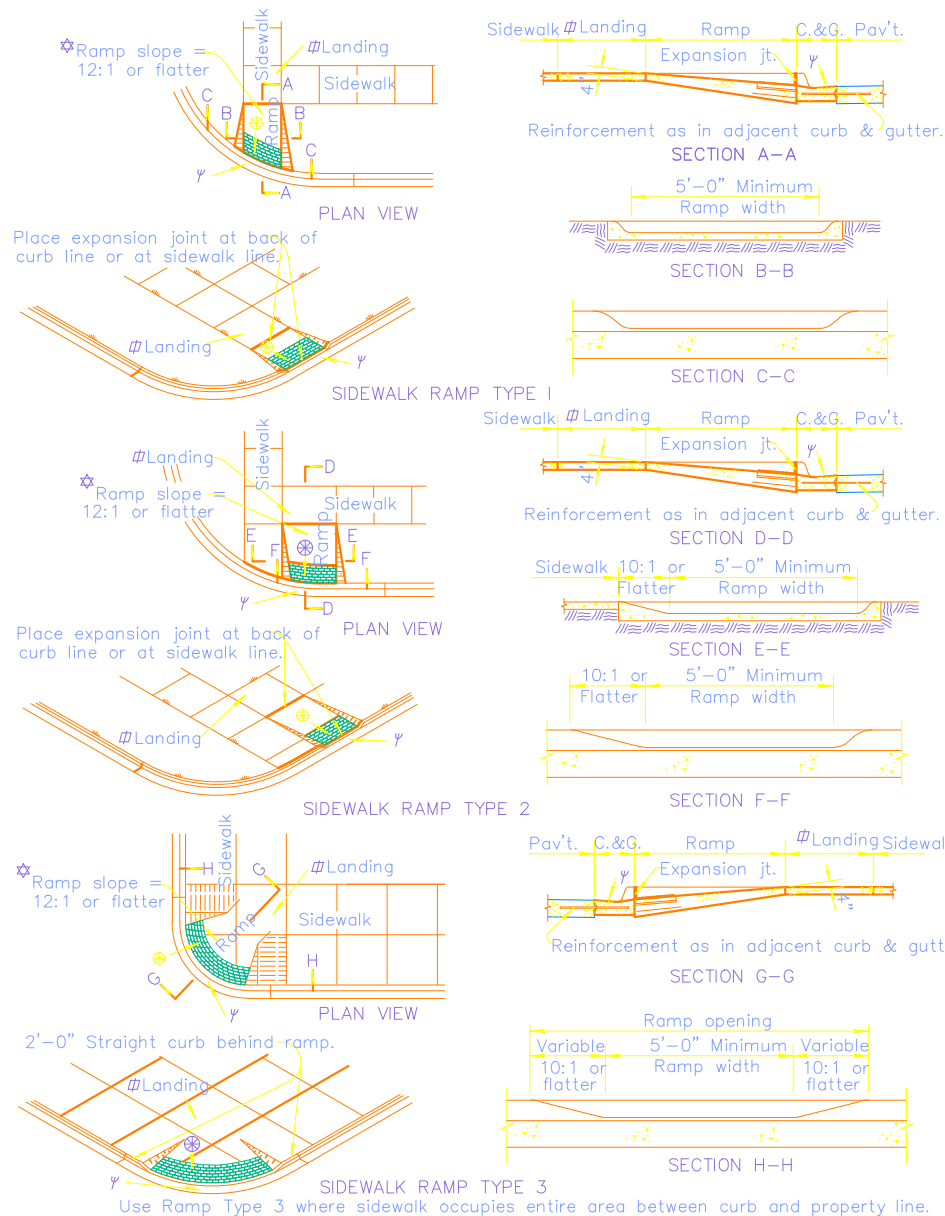 Sidewalk
Ramp slope =
12:1 or flatter
Landing
Sidewalk
A
C
B
Ramp
B
C
ψ
A
PLAN VIEW
Sidewalk
Landing
Ramp
C.&G.
Pav't.
Expansion jt.
ψ
4"
Reinforcement as in adjacent curb & gutter.
SECTION A-A
5'-0" Minimum
Ramp width
SECTION B-B
Place expansion joint at back of
curb line or at sidewalk line.
Landing
ψ
SECTION C-C
SIDEWALK RAMP TYPE 1
Sidewalk
Landing
Ramp
C.&G.
Pav't.
Expansion jt.
ψ
4"
Reinforcement as in adjacent curb & gutter.
SECTION D-D
Landing
Sidewalk
D
Ramp slope =
12:1 or flatter
Sidewalk
Ramp
E
E
F
F
ψ
D
PLAN VIEW
Sidewalk
10:1 or
Flatter
5'-0" Minimum
Ramp width
SECTION E-E
Place expansion joint at back of
curb line or at sidewalk line.
Landing
ψ
10:1 or
Flatter
5'-0" Minimum
Ramp width
SECTION F-F
SIDEWALK RAMP TYPE 2
H
Sidewalk
G
Landing
Ramp slope =
12:1 or flatter
Ramp
Sidewalk
G
H
ψ
PLAN VIEW
Pav't.
C.&G.
Ramp
Landing
Sidewal
Expansion jt.
ψ
4"
Reinforcement as in adjacent curb & gutt
SECTION G-G
2'-0" Straight curb behind ramp.
Landing
ψ
Ramp opening
Variable
5'-0" Minimum
Variable
10:1 or
flatter
Ramp width
10:1 or
flatter
SECTION H-H
SIDEWALK RAMP TYPE 3
Use Ramp Type 3 where sidewalk occupies entire area between curb and property line.